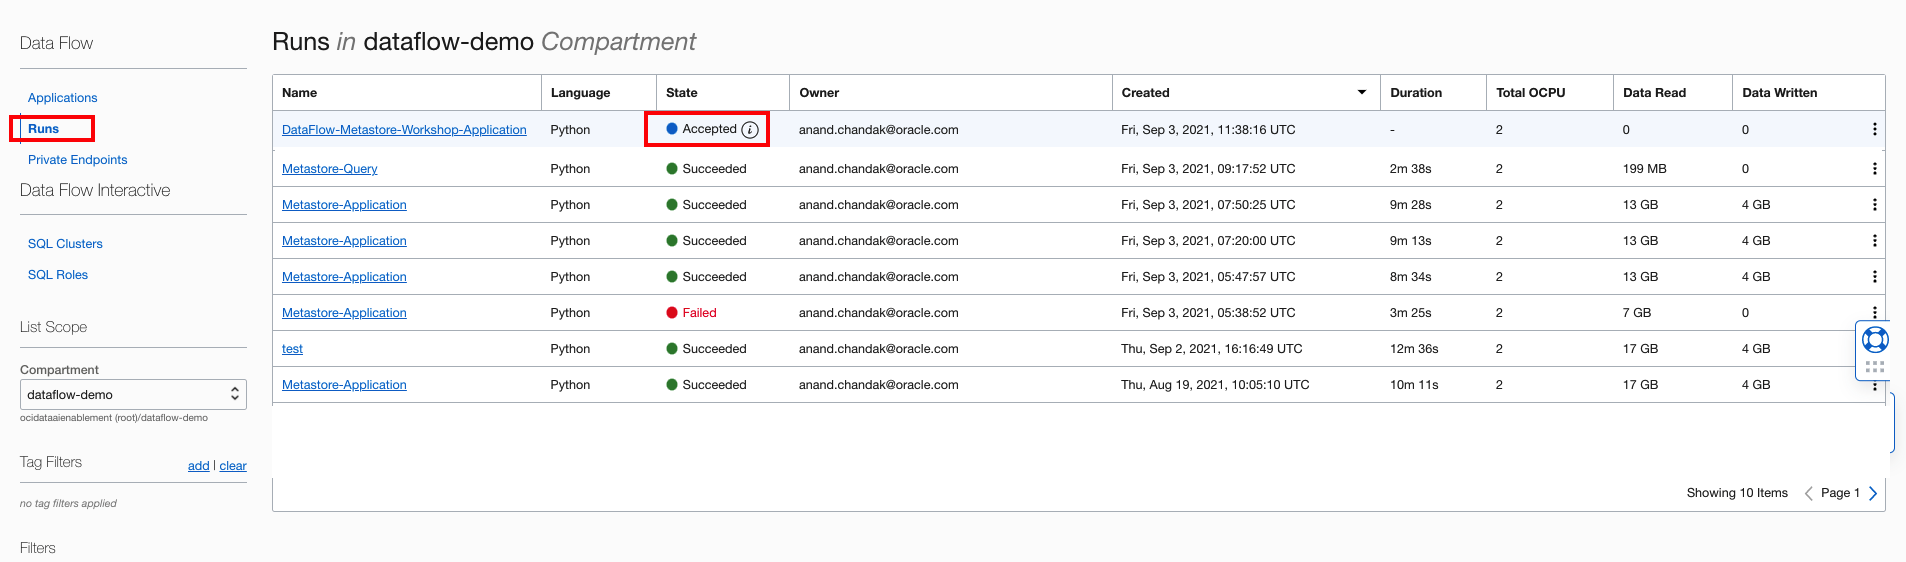 Data Flow
Applications
Runs
Private Endpoints
Data Flow Interactive
SQL Clusters
SQL Roles
List Scope
Compartment
dataflow-demo
ocidataaienablement (root)/dataflow-demo
Tag Filters add | clear
no tag filters applied
Filters
Runs in dataflow-demo Compartment
Name Language State Owner Created Duration Total OCPU Data Read Data Written
DataFlow-Metastore-Workshop-Application Python Accepted i anand.chandak@oracle.com Fri, Sep 3, 2021, 11:38:16 UTC - 2 0 0
Metastore-Query Python Succeeded anand.chandak@oracle.com Fri, Sep 3, 2021, 09:17:52 UTC 2m 38s 2 199 MB 0
Metastore-Application Python Succeeded anand.chandak@oracle.com Fri, Sep 3, 2021, 07:50:25 UTC 9m 28s 2 13 GB 4 GB
Metastore-Application Python Succeeded anand.chandak@oracle.com Fri, Sep 3, 2021, 07:20:00 UTC 9m 13s 2 13 GB 4 GB
Metastore-Application Python Succeeded anand.chandak@oracle.com Fri, Sep 3, 2021, 05:47:57 UTC 8m 34s 2 13 GB 4 GB
Metastore-Application Python Failed anand.chandak@oracle.com Fri, Sep 3, 2021, 05:38:52 UTC 3m 25s 2 7 GB 0
test Python Succeeded anand.chandak@oracle.com Thu, Sep 2, 2021, 16:16:49 UTC 12m 36s 2 17 GB 4 GB
Metastore-Application Python Succeeded anand.chandak@oracle.com Thu, Aug 19, 2021, 10:05:10 UTC 10m 11s 2 17 GB 4 GB
Showing 10 Items Page 1